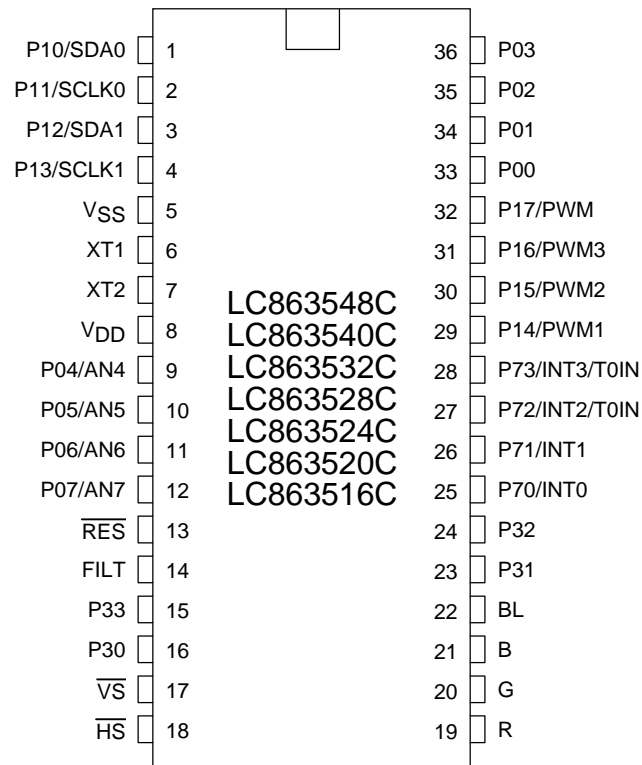 P10/SDA0 1 36 P03
P11/SCLK0 2 35 P02
P12/SDA1 3 34 P01
P13/SCLK1 4 33 P00
VSS 5 32 P17/PWM
XT1 6 31 P16/PWM3
XT2 7 30 P15/PWM2
LC863548C
VDD 8 29 P14/PWM1
LC863540C
P04/AN4 9 LC863532C 28 P73/INT3/T0IN
P05/AN5 10 LC863528C 27 P72/INT2/T0IN
LC863524C
P06/AN6 11 26 P71/INT1
LC863520C
P07/AN7 12 LC863516C 25 P70/INT0
RES 13 24 P32
FILT 14 23 P31
P33 15 22 BL
P30 16 21 B
VS 17 20 G
HS 18 19 R